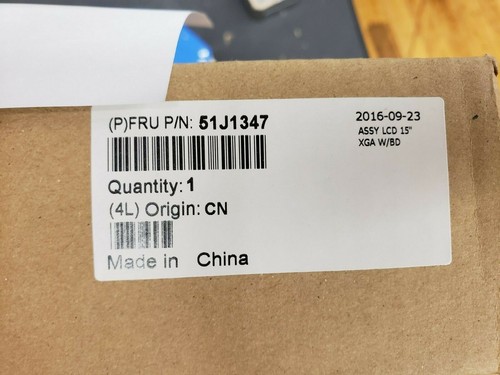 (P)FRU P/N: 51J1347
2016-09-23
ASSY LCD 15"
XGA W/BD
Quantity: 1
(4L) Origin: CN
Made in China